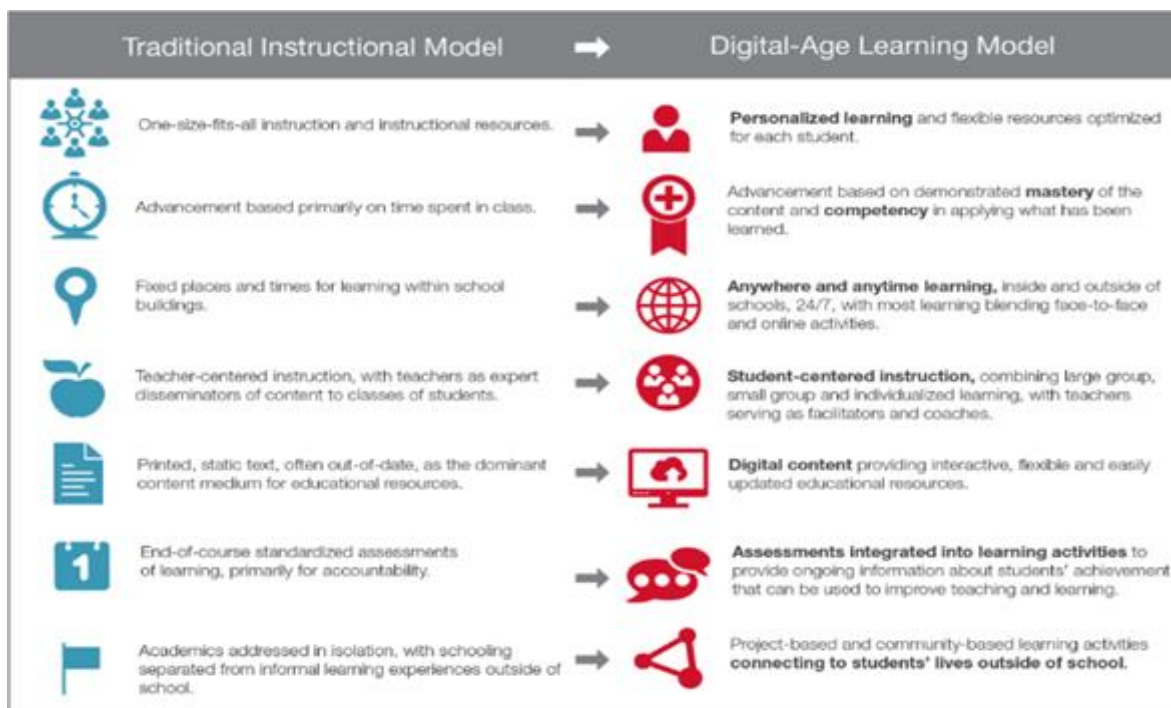 Traditional Instructional Model
Digital-Age Learning Model
One-size-fits-all instruction and instructional resources.
Personalized learning and flexible resources optimized
for each student.
Advancement based primarily on time spent in class.
Advancement based on demonstrated mastery of the
content and competency in applying what has been
learned.
Fixed places and times for learning within school
buildings.
Anywhere and anytime learning, inside and outside of
schools, 24/7, with most learning blending face-to-face
and online activities.
Teacher-centered instruction, with teachers as expert
disseminators of content to classes of students.
Student-centered instruction, combining large group,
small group and individualized learning, with teachers
serving as facilitators and coaches.
Printed, static text, often out-of-date, as the dominant
content medium for educational resources.
Digital content providing interactive, flexible and easily
updated educational resources.
1
End-of-course standardized assessments
of learning, primarily for accountability.
Assessments integrated into learning activities to
provide ongoing information about students' achievement
that can be used to improve teaching and learning.
Academics addressed in isolation, with schooling
separated from informal learning experiences outside of
school.
Project-based and community-based learning activities
connecting to students' lives outside of school.